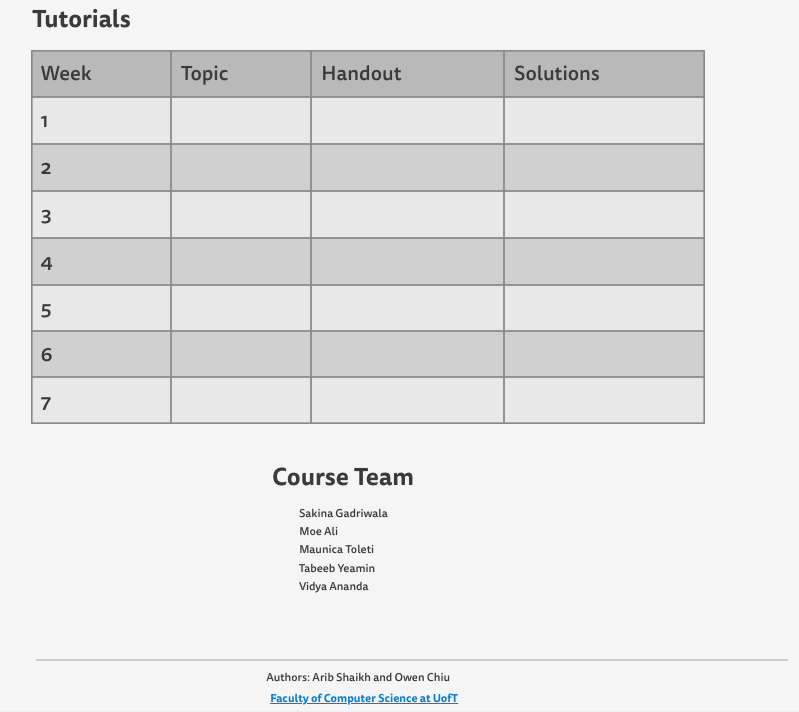 Tutorials
Week Topic Handout Solutions
1
2
3
4
5
6
7
Course Team
Sakina Gadriwala
Moe Ali
Maunica Toleti
Tabeeb Yeamin
Vidya Ananda
Authors: Arib Shaikh and Owen Chiu
Faculty of Computer Science at UofT